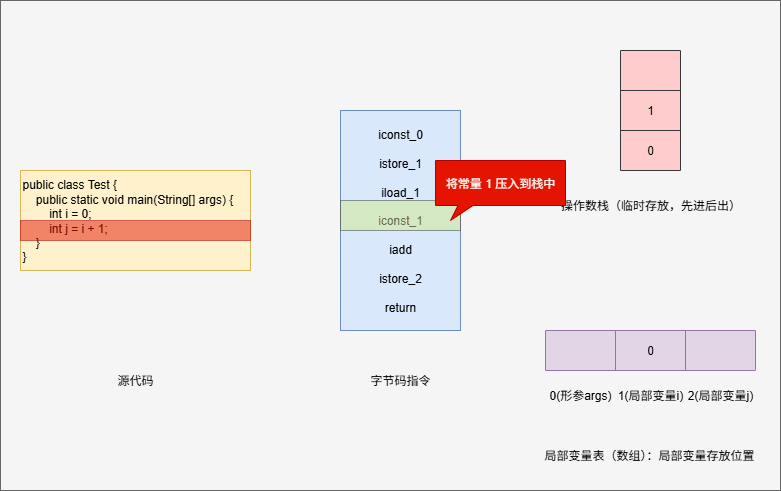 public class Test {
public static void main(String[] args) {
int i = 0;
int j = i + 1;
}
}
源代码
iconst_0
istore_1
iload_1
iconst_1
iadd
istore_2
return
字节码指令
将常量 1 压入到栈中
1
0
操作数栈（临时存放，先进后出）
0
0(形参args) 1(局部变量i) 2(局部变量j)
局部变量表（数组）：局部变量存放位置